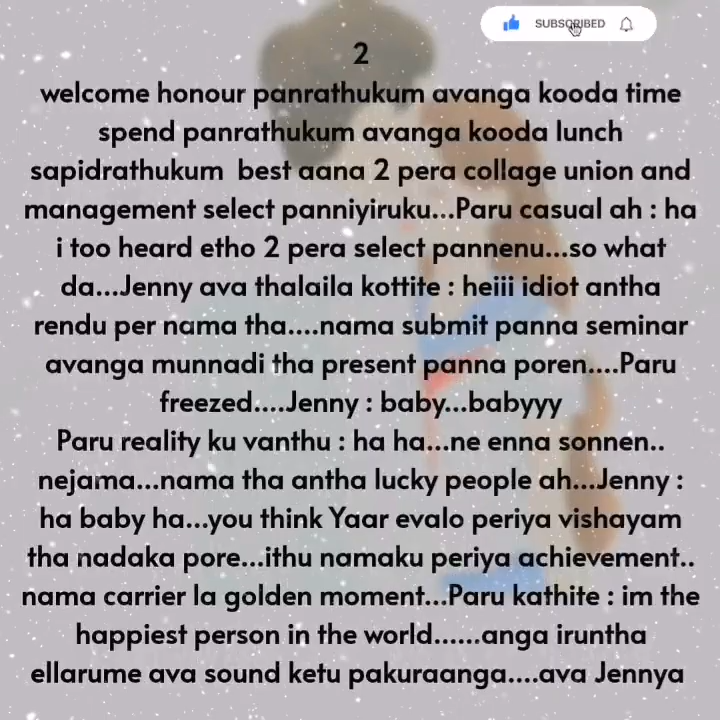 SUBSCRIBED
2
welcome honour panrathukum avanga kooda time
spend panrathukum avanga kooda lunch
sapidrathukum best aana 2 pera collage union and
management select panniyiruku...Paru casual ah : ha
i too heard etho 2 pera select pannenu...so what
da...Jenny ava thalaila kottite : heiii idiot antha
rendu per nama tha....nama submit panna seminar
avanga munnadi tha present panna poren....Paru
freezed....Jenny : baby...babyyy
Paru reality ku vanthu : ha ha...ne enna sonnen..
nejama...nama tha antha lucky people ah...Jenny :
ha baby ha...you think Yaar evalo periya vishayam
tha nadaka pore...ithu namaku periya achievement..
nama carrier la golden moment...Paru kathite : im the
happiest person in the world......anga iruntha
ellarume ava sound ketu pakuraanga....ava Jennya